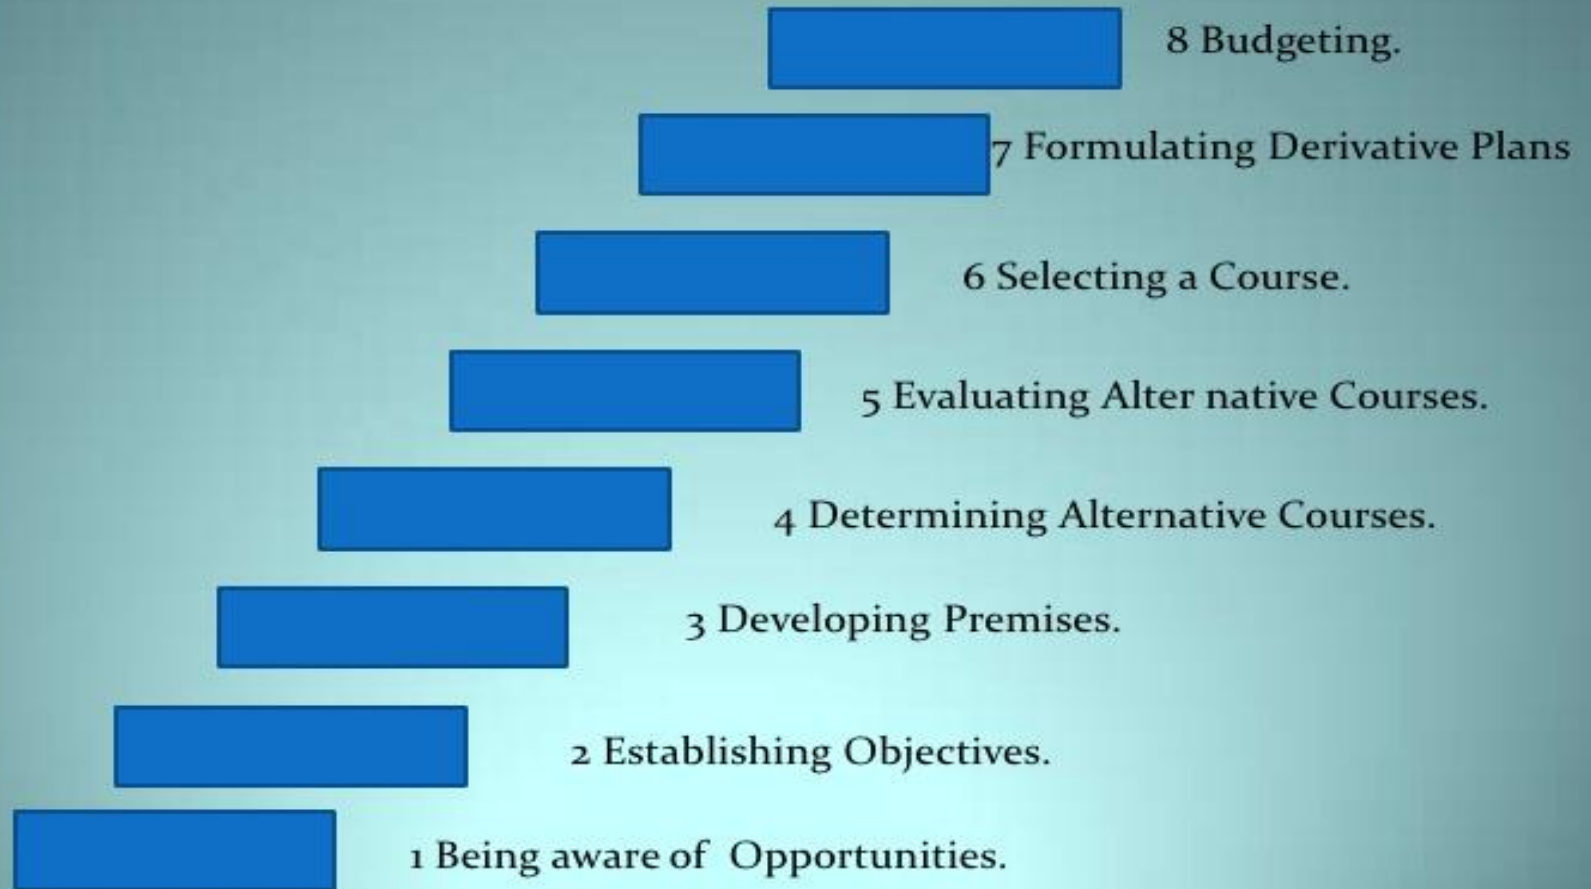 8 Budgeting.
7 Formulating Derivative Plans
6 Selecting a Course.
5 Evaluating Alter native Courses.
4 Determining Alternative Courses.
3 Developing Premises.
2 Establishing Objectives.
1 Being aware of Opportunities.